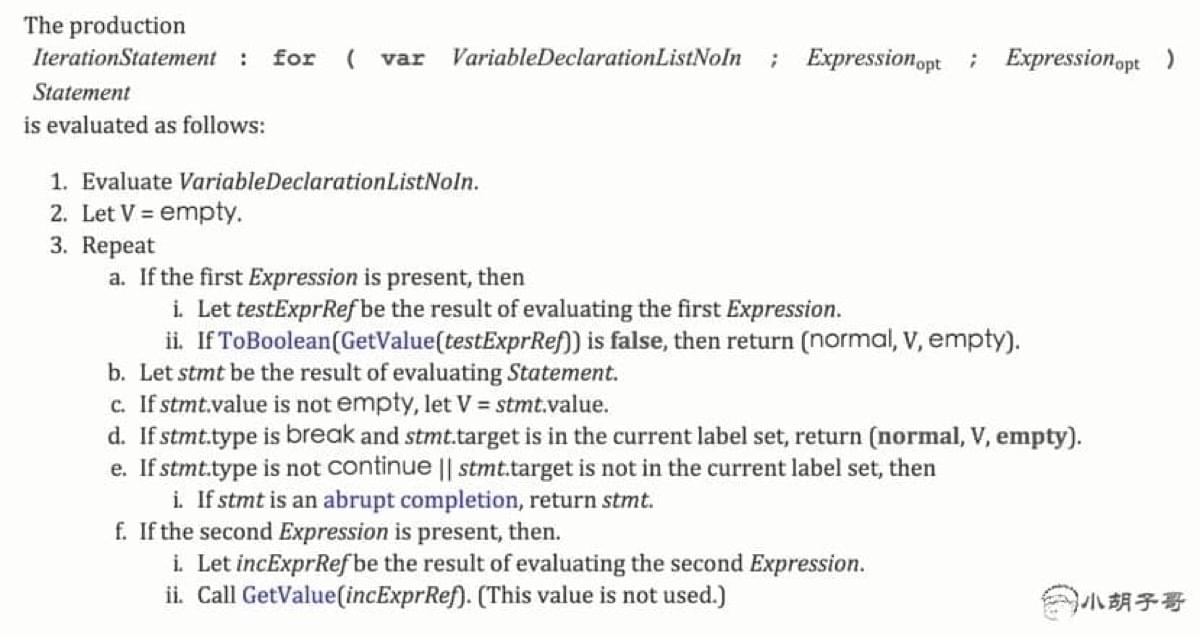 The production
IterationStatement : for ( var VariableDeclarationListNoIn ; Expressionopt ; Expressionopt )
Statement
is evaluated as follows:
1. Evaluate VariableDeclarationListNoIn.
2. Let V = empty.
3. Repeat
a. If the first Expression is present, then
i. Let testExprRef be the result of evaluating the first Expression.
ii. If ToBoolean(GetValue(testExprRef)) is false, then return (normal, V, empty).
b. Let stmt be the result of evaluating Statement.
c. If stmt.value is not empty, let V = stmt.value.
d. If stmt.type is break and stmt.target is in the current label set, return (normal, V, empty).
e. If stmt.type is not continue || stmt.target is not in the current label set, then
i. If stmt is an abrupt completion, return stmt.
f. If the second Expression is present, then.
i. Let incExprRef be the result of evaluating the second Expression.
ii. Call GetValue(incExprRef). (This value is not used.)
小胡子哥